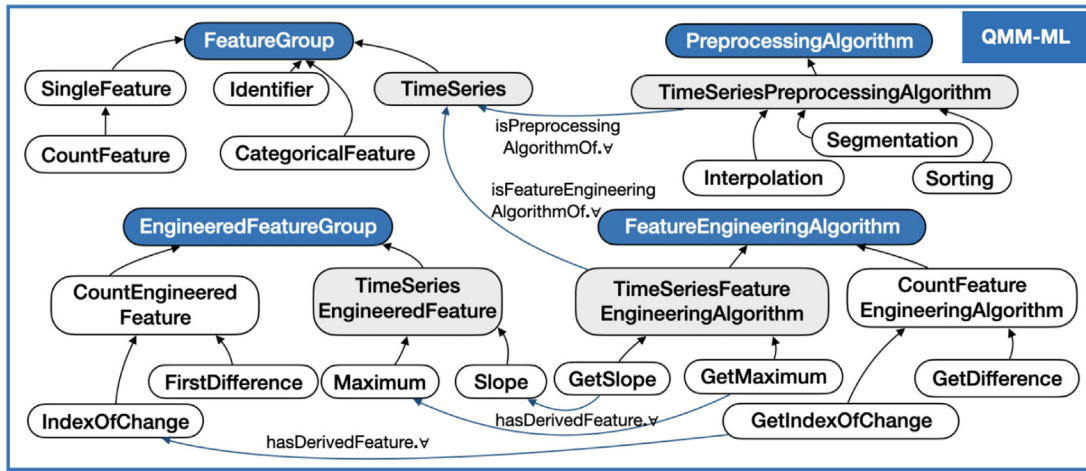 FeatureGroup
PreprocessingAlgorithm
QMM-ML
SingleFeature
Identifier
TimeSeries
TimeSeriesPreprocessingAlgorithm
isPreprocessing
AlgorithmOf.∀
Segmentation
CountFeature
CategoricalFeature
Interpolation
Sorting
isFeatureEngineering
AlgorithmOf.∀
EngineeredFeatureGroup
FeatureEngineeringAlgorithm
CountEngineered
Feature
TimeSeries
EngineeredFeature
TimeSeriesFeature
EngineeringAlgorithm
CountFeature
EngineeringAlgorithm
FirstDifference
Maximum
Slope
GetSlope
GetMaximum
GetDifference
IndexOfChange
hasDerivedFeature.∀
GetIndexOfChange
hasDerivedFeature.∀